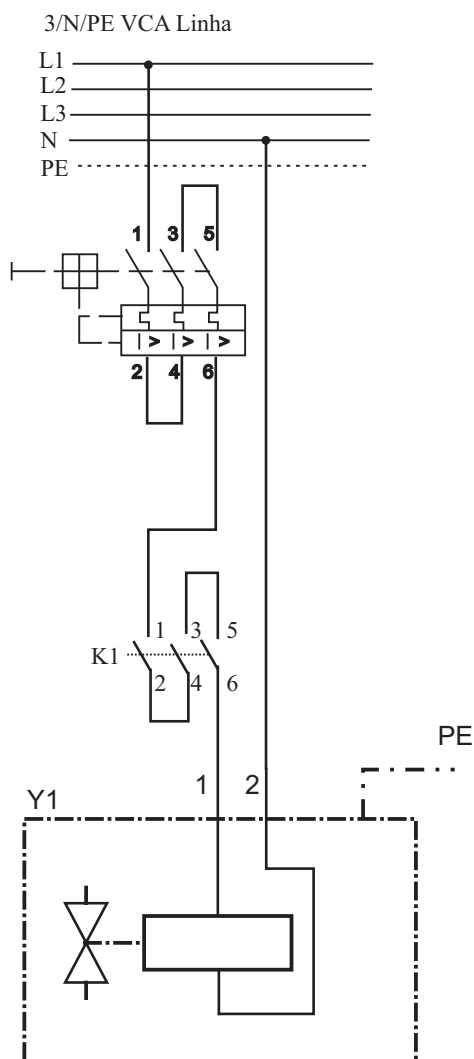 3/N/PE VCA Linha
L1
L2
L3
N
PE
1 3 5
I> I> I>
2 4 6
1 3 5
K1
2 4 6
PE
1 2
Y1